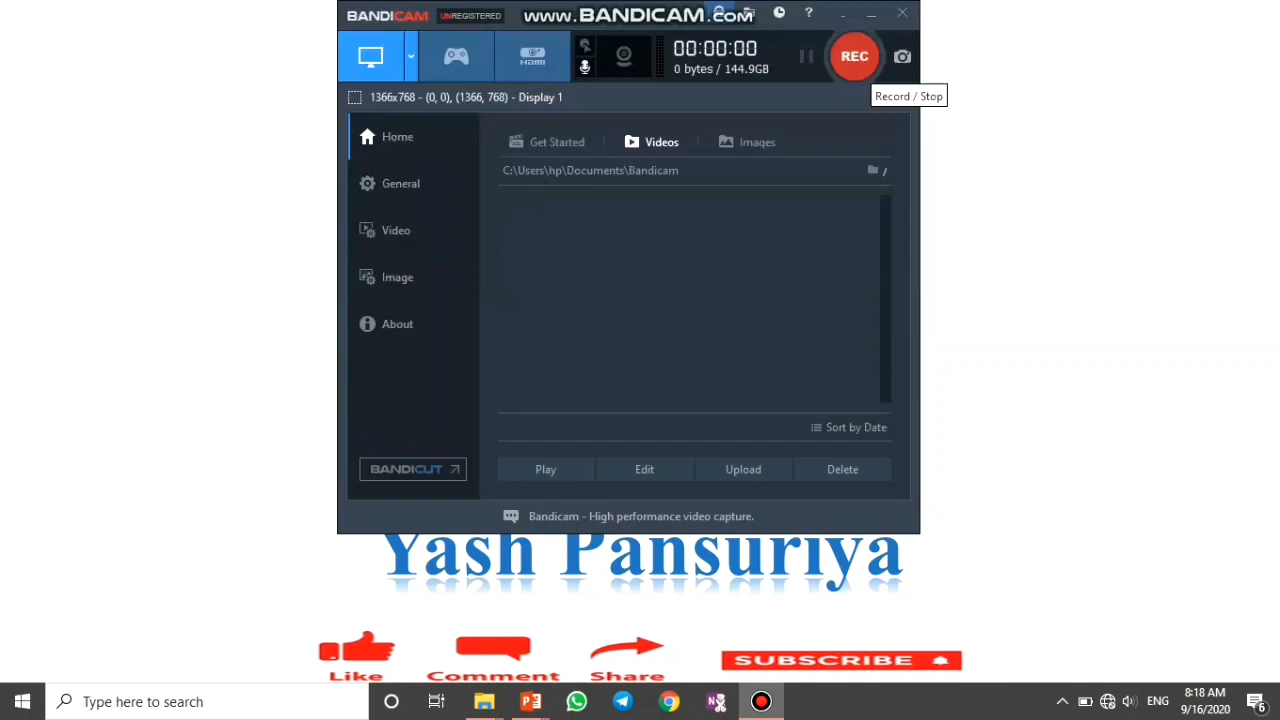 BANDICAM UNREGISTERED www.BANDICAM.com ?
HDMI
00:00:00
0 bytes / 144.9GB
REC
1366x768 - (0, 0), (1366, 768) - Display 1
Record / Stop
Home
General
Video
Image
About
BANDICUT
Get Started
Videos
Images
C:\Users\hp\Documents\Bandicam
Sort by Date
Play Edit Upload Delete
Bandicam - High performance video capture.
Yash Pansuriya
Like Comment Share SUBSCRIBE
Type here to search
ENG
8:18 AM
9/16/2020
6